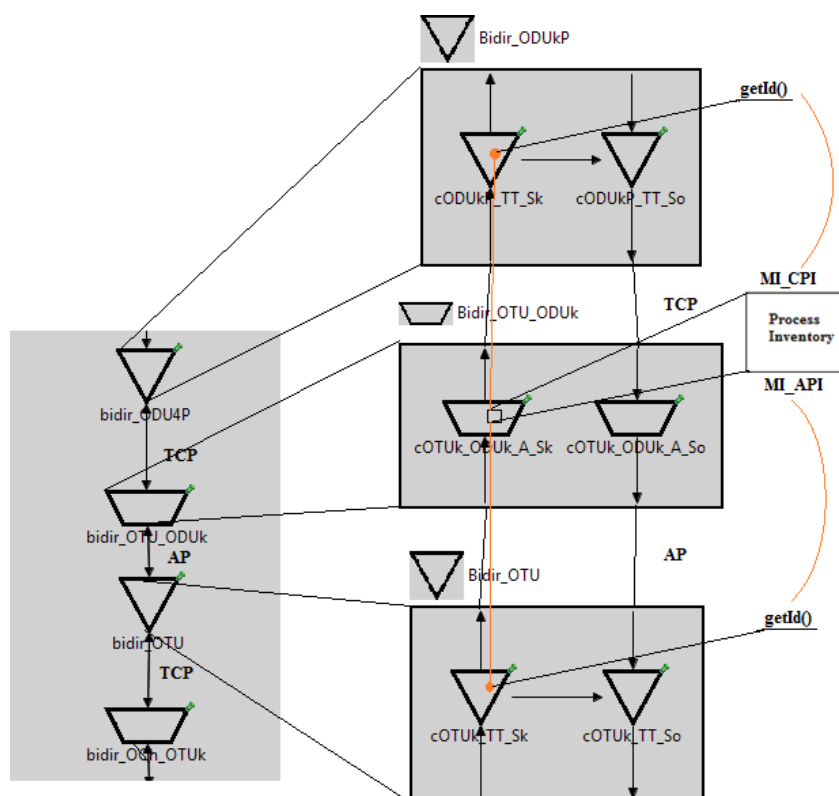 Bidir_ODUkP
getId()
cODUkP_TT_Sk
cODUkP_TT_So
MI_CPI
TCP
Bidir_OTU_ODUk
Process
Inventory
MI_API
bidir_ODU4P
cOTUk_ODUk_A_Sk
cOTUk_ODUk_A_So
TCP
bidir_OTU_ODUk
AP
AP
Bidir_OTU
getId()
bidir_OTU
TCP
cOTUk_TT_Sk
cOTUk_TT_So
bidir_OCh_OTUk